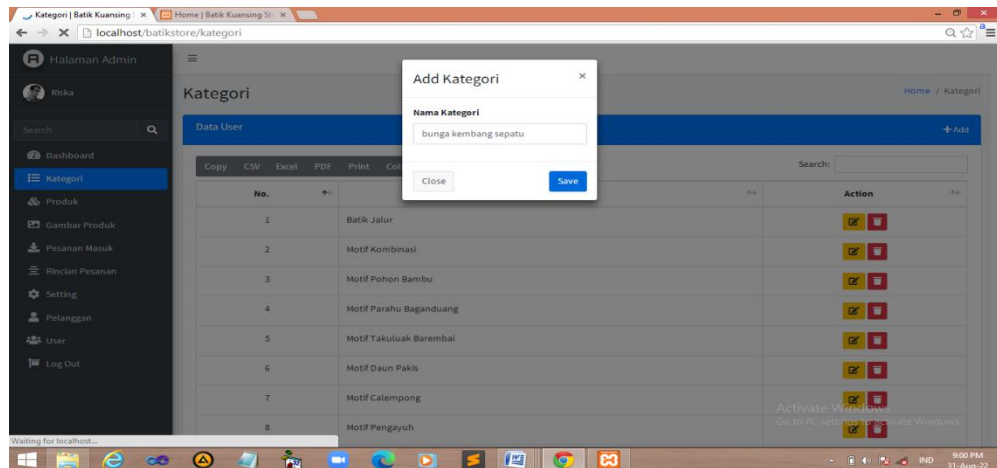 Kategori | Batik Kuansing
Home | Batik Kuansing St
localhost/batikstore/kategori
Halaman Admin
Riska
Search
Dashboard
Kategori
Produk
Gambar Produk
Pesanan Masuk
Rincian Pesanan
Setting
Pelanggan
User
Log Out
Kategori
Home / Kategori
Data User
+Add
Copy CSV Excel PDF Print Col
Search:
Add Kategori
×
Nama Kategori
bunga kembang sepatu
Close Save
No. Action
1 Batik Jalur
2 Motif Kombinasi
3 Motif Pohon Bambu
4 Motif Parahu Baganduang
5 Motif Takuluak Barembai
6 Motif Daun Pakis
7 Motif Calempong
8 Motif Pengayuh
Activate Windows
Go to PC settings to activate Windows.
Waiting for localhost...
IND
9:00 PM
31-Aug-22